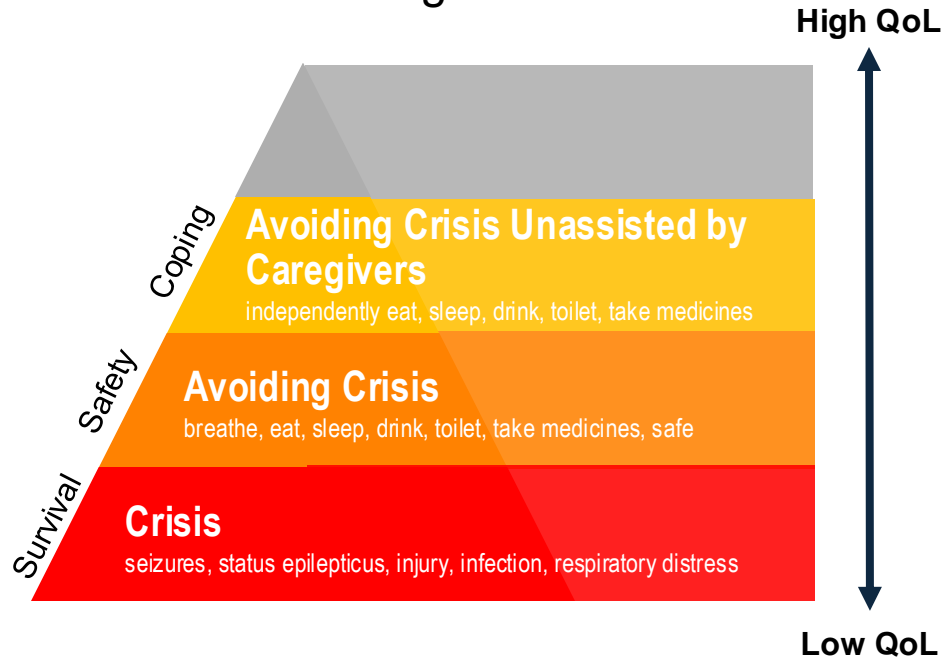 High QoL
Coping
Avoiding Crisis Unassisted by
Caregivers
independently eat, sleep, drink, toilet, take medicines
Safety
Avoiding Crisis
breathe, eat, sleep, drink, toilet, take medicines, safe
Survival
Crisis
seizures, status epilepticus, injury, infection, respiratory distress
Low QoL